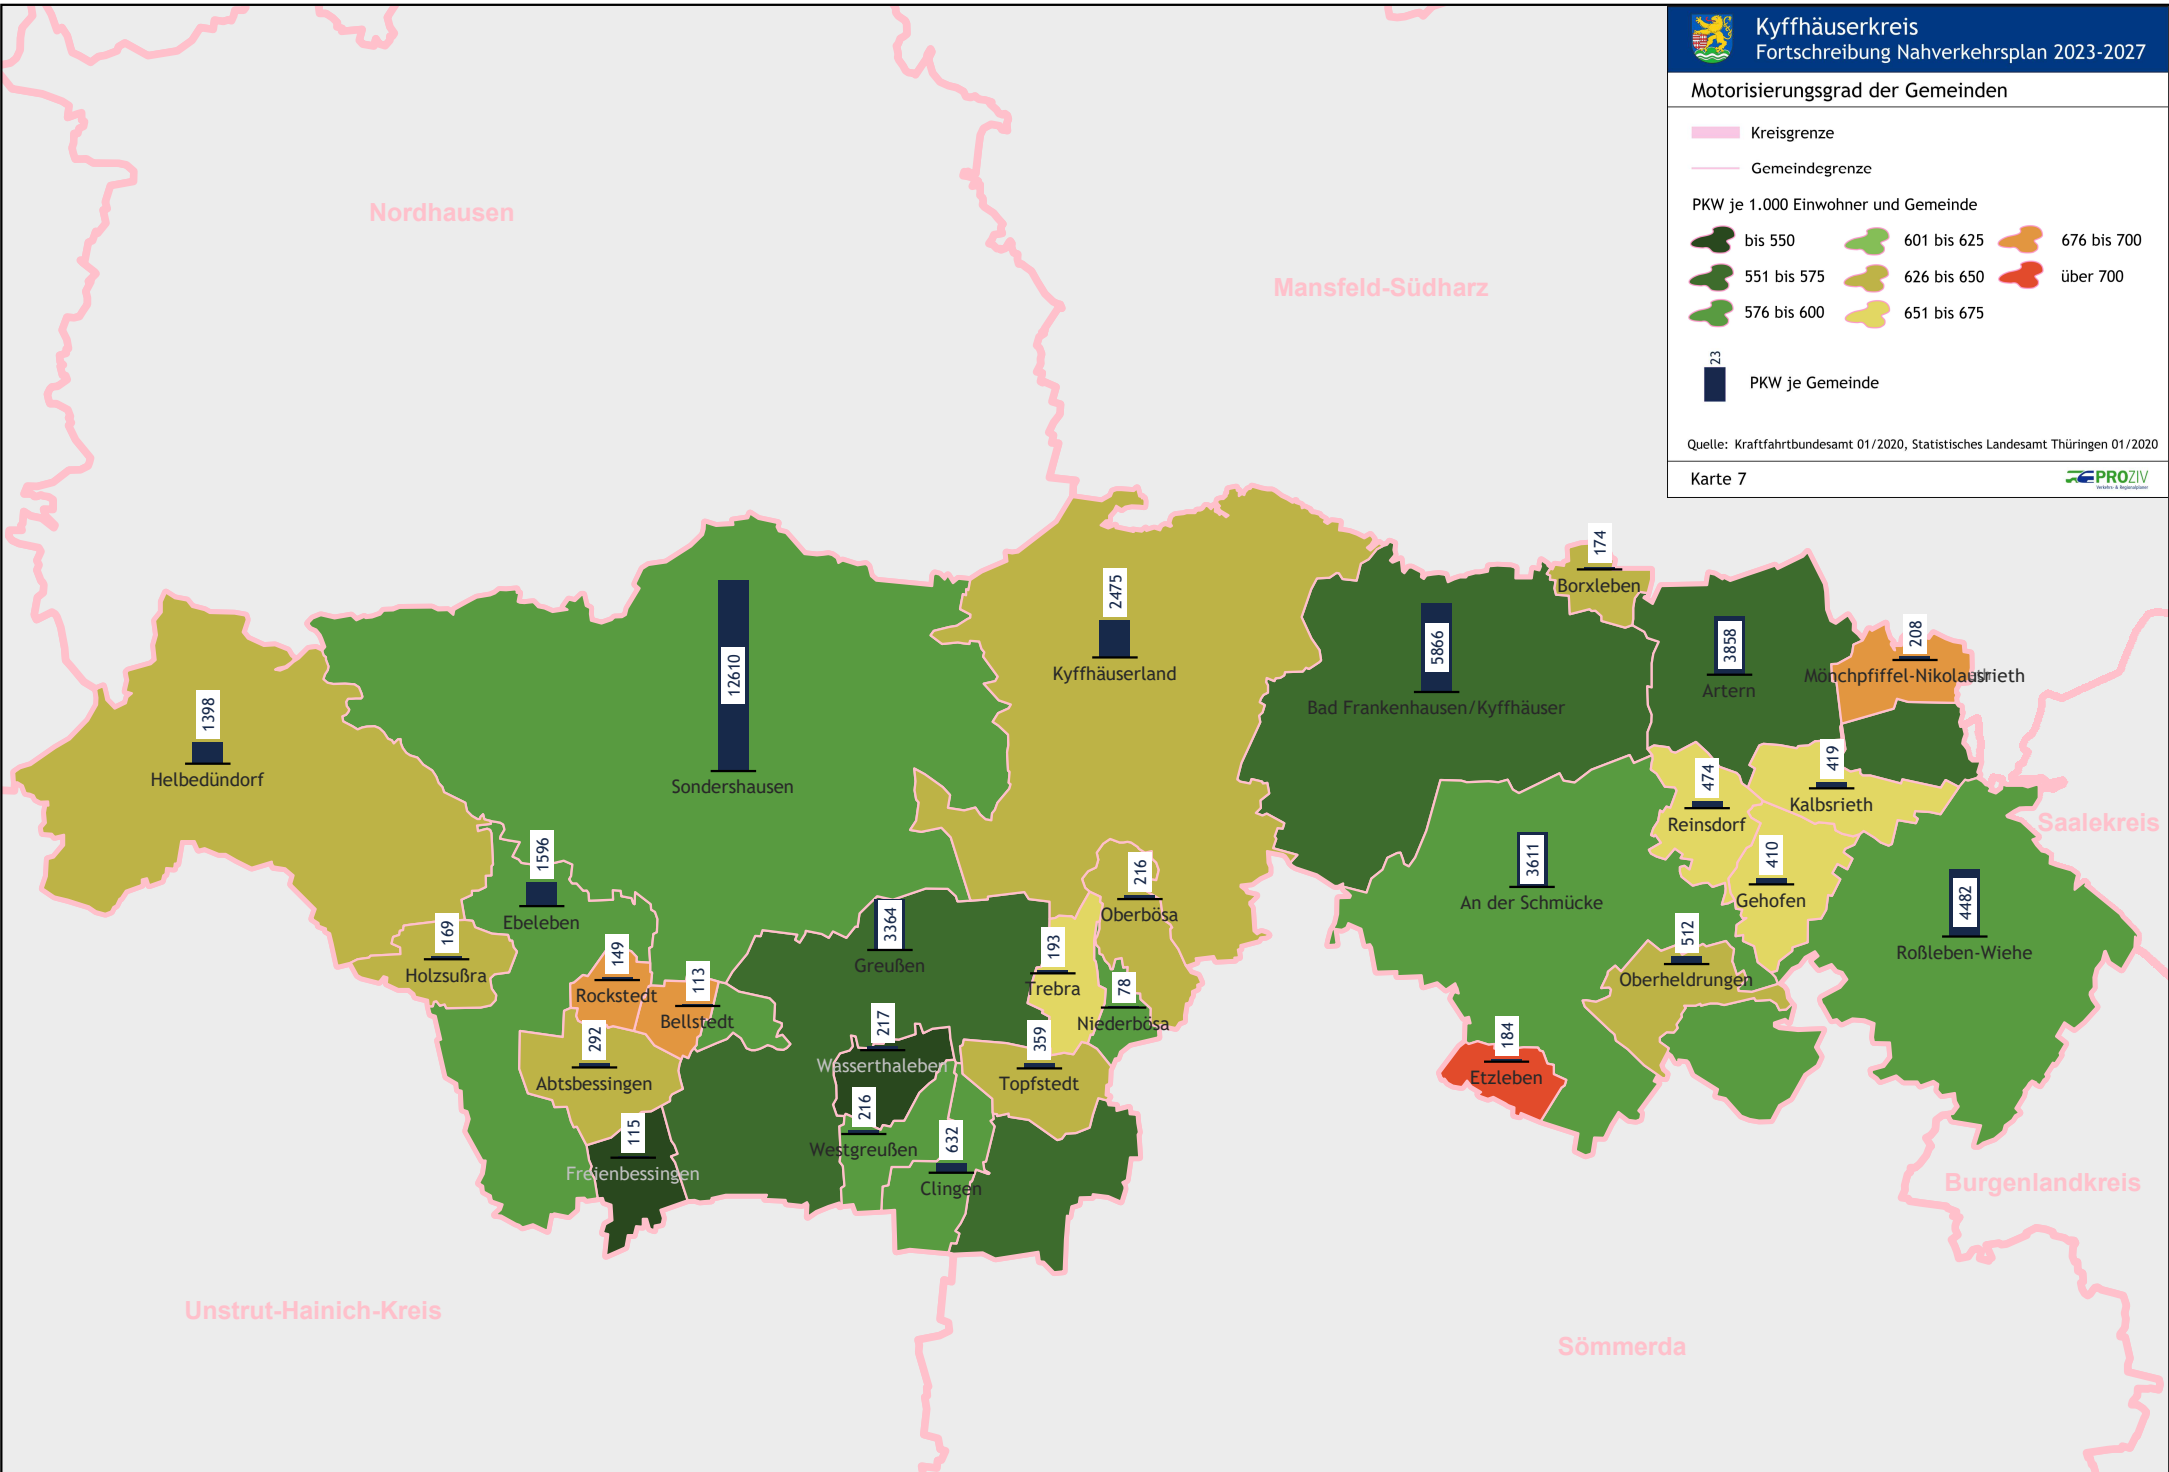 Kyffhäuserkreis
Fortschreibung Nahverkehrsplan 2023-2027
Motorisierungsgrad der Gemeinden
Kreisgrenze
Gemeindegrenze
PKW je 1.000 Einwohner und Gemeinde
bis 550
601 bis 625
676 bis 700
551 bis 575
626 bis 650
über 700
576 bis 600
651 bis 675
23
PKW je Gemeinde
Quelle: Kraftfahrtbundesamt 01/2020, Statistisches Landesamt Thüringen 01/2020
Karte 7
PROZIV
Verkehrs- & Regionalplaner
Nordhausen
Mansfeld-Südharz
Saalekreis
Burgenlandkreis
Sömmerda
Unstrut-Hainich-Kreis
1398
Helbedündorf
12610
Sondershausen
2475
Kyffhäuserland
5866
Bad Frankenhausen/Kyffhäuser
174
Borxleben
3858
Artern
208
Mönchpfiffel-Nikolausrieth
474
Reinsdorf
419
Kalbsrieth
410
Gehofen
3611
An der Schmücke
4482
Roßleben-Wiehe
512
Oberheldrungen
184
Etzleben
1596
Ebeleben
169
Holzsußra
149
Rockstedt
113
Bellstedt
292
Abtsbessingen
115
Freienbessingen
3364
Greußen
217
Wasserthaleben
216
Westgreußen
632
Clingen
193
Trebra
216
Oberbösa
78
Niederbösa
359
Topfstedt